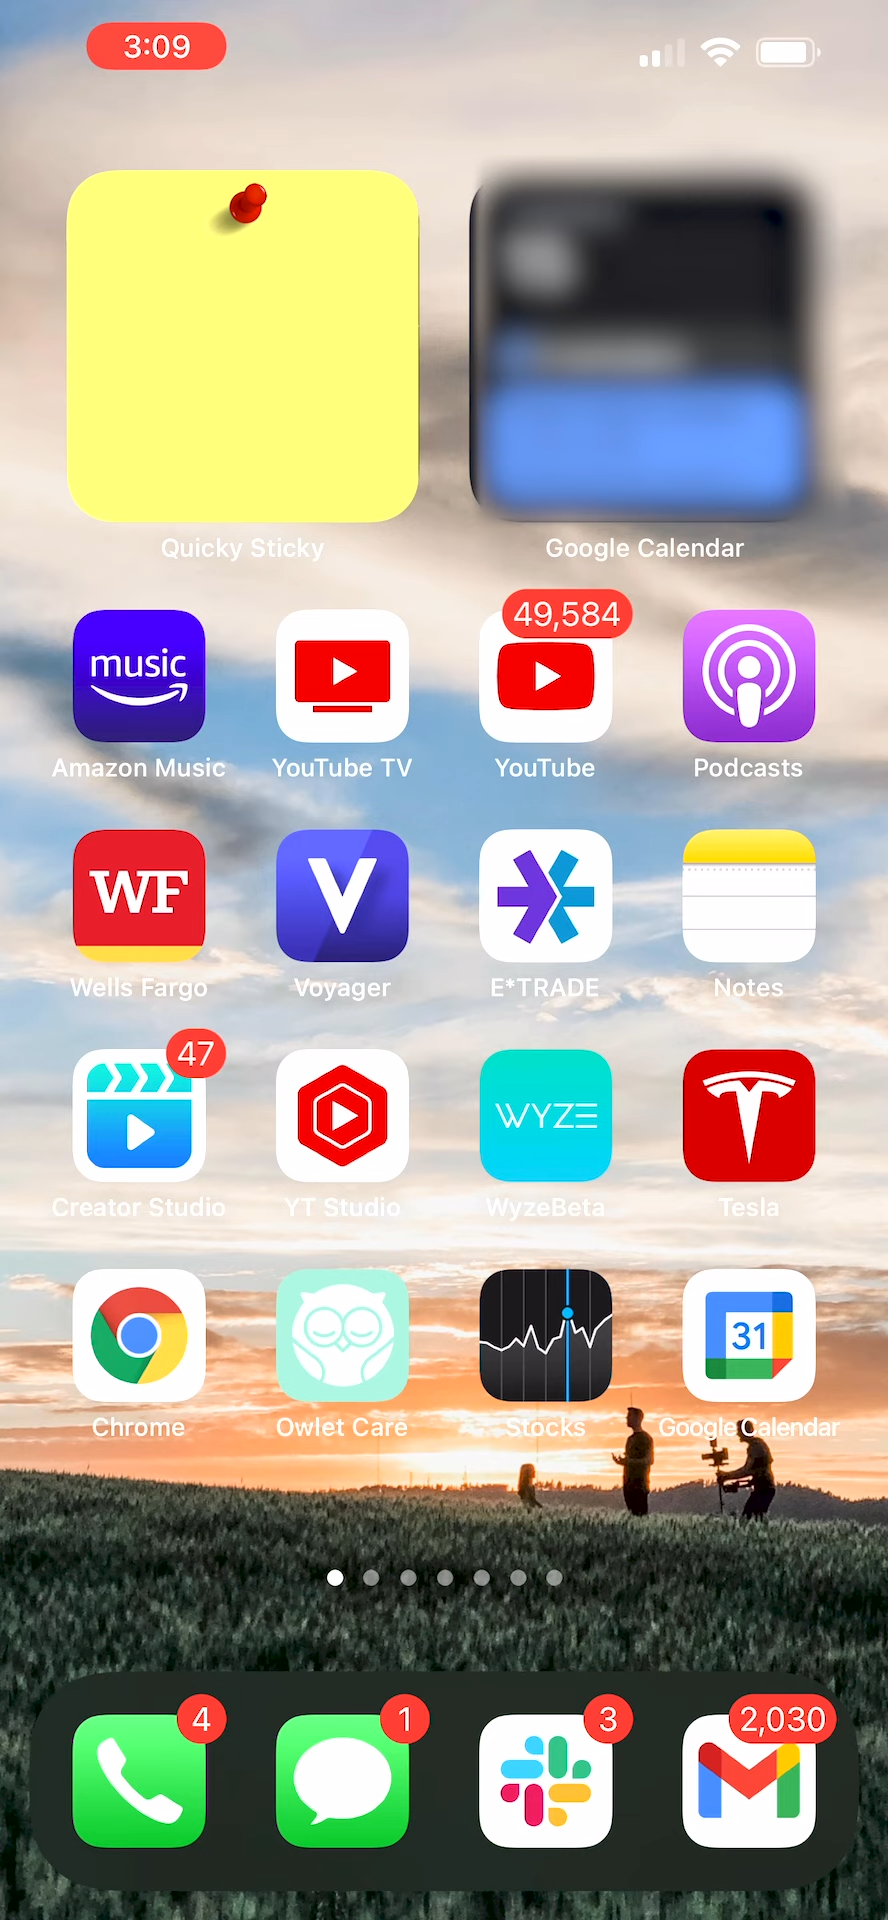 3:09
Quicky Sticky
Google Calendar
49,584
music
Amazon Music
YouTube TV
YouTube
Podcasts
WF
V
Wells Fargo
Voyager
E*TRADE
Notes
47
WYZE
Creator Studio
YT Studio
WyzeBeta
Tesla
31
Chrome
Owlet Care
Stocks
Google Calendar
4
1
3
2,030